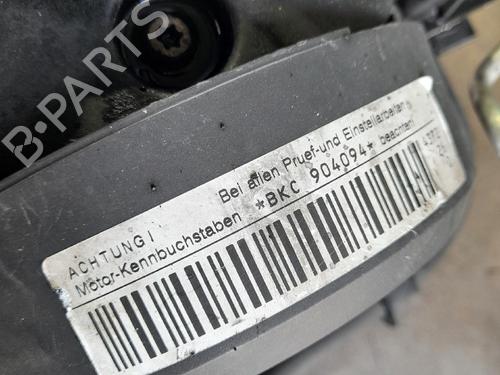 B-PARTS
ACHTUNG! Bei allen Pruef-und Einstellarbeiten
Motor-Kennbuchstaben *BKC 904094* beachten!